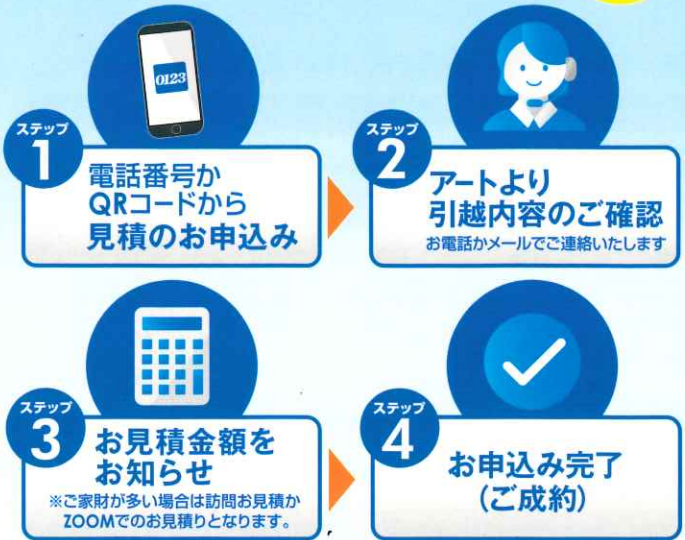 0123
ステップ
1
電話番号か
QRコードから
見積のお申込み
ステップ
2
アートより
引越内容のご確認
お電話かメールでご連絡いたします
ステップ
3
お見積金額を
お知らせ
※ご家財が多い場合は訪問お見積か
ZOOMでのお見積りとなります。
ステップ
4
お申込み完了
(ご成約)